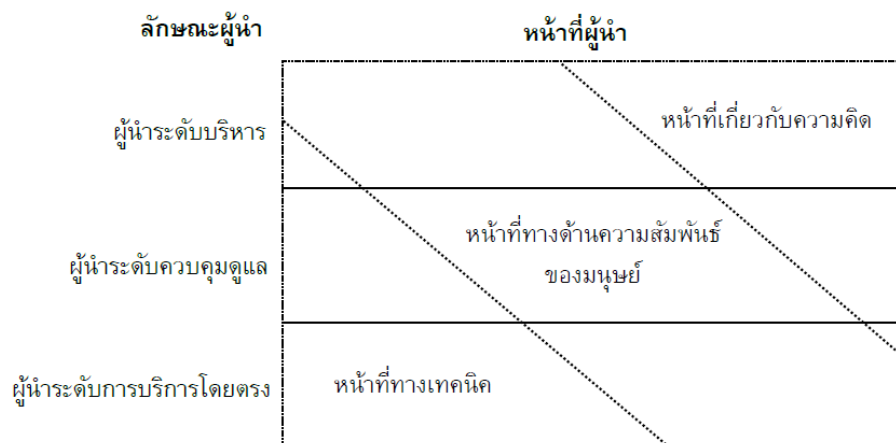 ลักษณะผู้นำ
หน้าที่ผู้นำ
ผู้นำระดับบริหาร
หน้าที่เกี่ยวกับความคิด
ผู้นำระดับควบคุมดูแล
หน้าที่ทางด้านความสัมพันธ์
ของมนุษย์
ผู้นำระดับการบริการโดยตรง
หน้าที่ทางเทคนิค